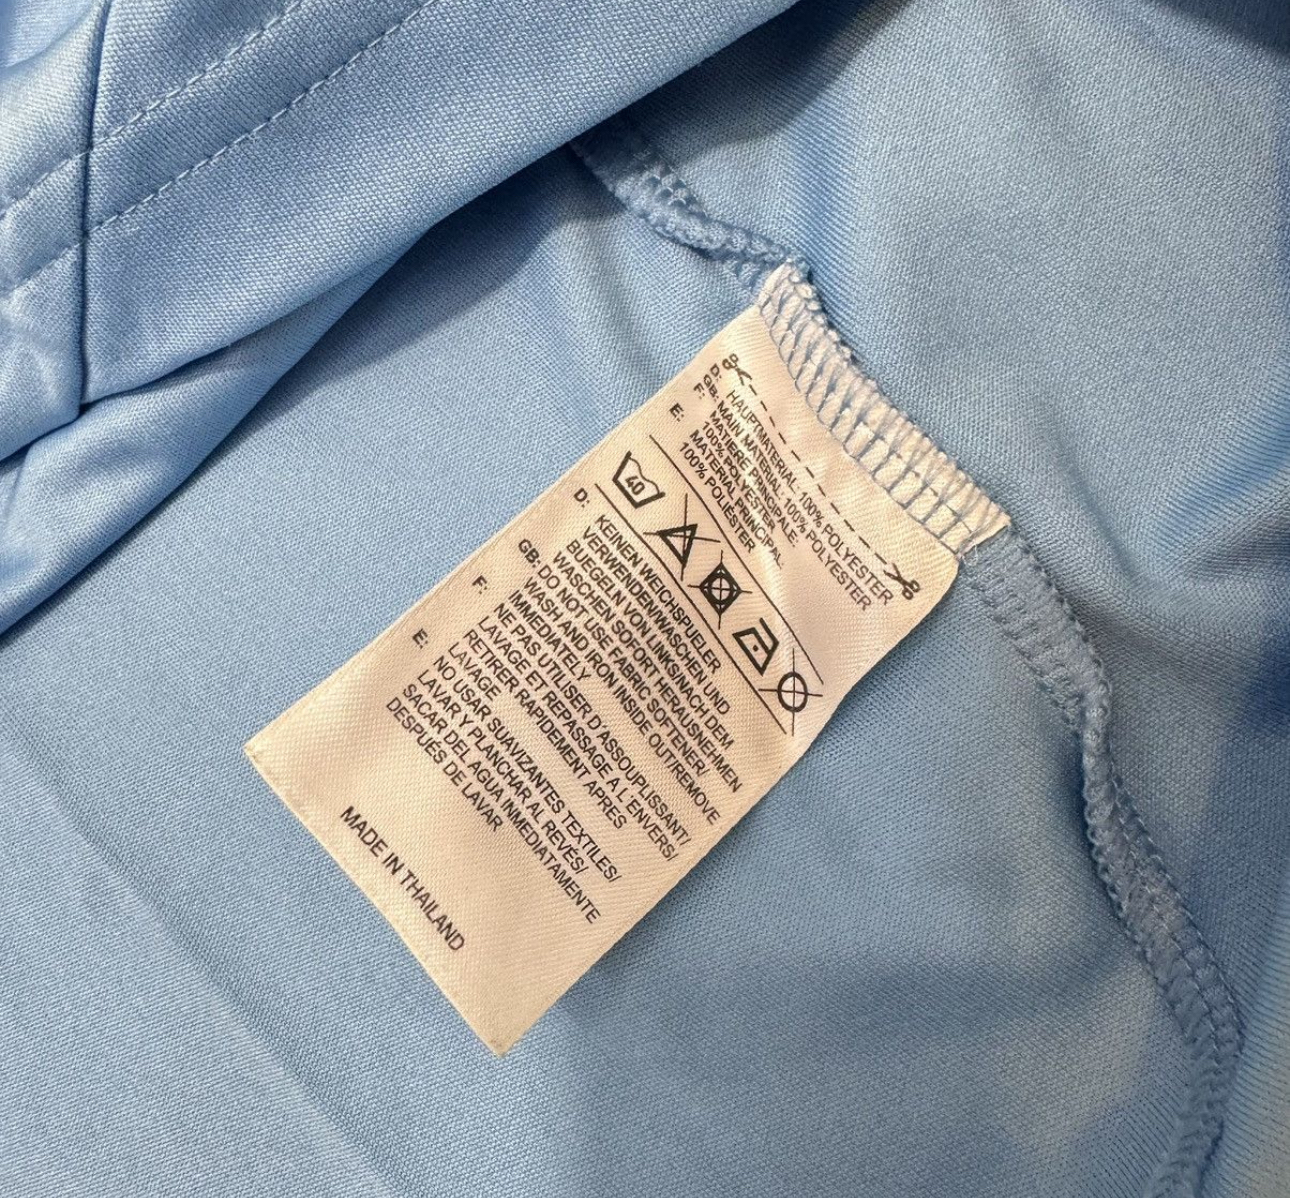 D: HAUPTMATERIAL: 100% POLYESTER
GB: MAIN MATERIAL: 100% POLYESTER
F: MATIERE PRINCIPALE:
100% POLYESTER
E: MATERIAL PRINCIPAL:
100% POLIÉSTER
40
D: KEINEN WEICHSPUELER
VERWENDEN/WASCHEN UND
BUEGELN VON LINKS/NACH DEM
WASCHEN SOFORT HERAUSNEHMEN
GB: DO NOT USE FABRIC SOFTENER/
WASH AND IRON INSIDE OUT/REMOVE
IMMEDIATELY
F: NE PAS UTILISER D'ASSOUPLISSANT/
LAVAGE ET REPASSAGE A L'ENVERS/
RETIRER RAPIDEMENT APRES
LAVAGE
E: NO USAR SUAVIZANTES TEXTILES/
LAVAR Y PLANCHAR AL REVÉS/
SACAR DEL AGUA INMEDIATAMENTE
DESPUÉS DE LAVAR
MADE IN THAILAND